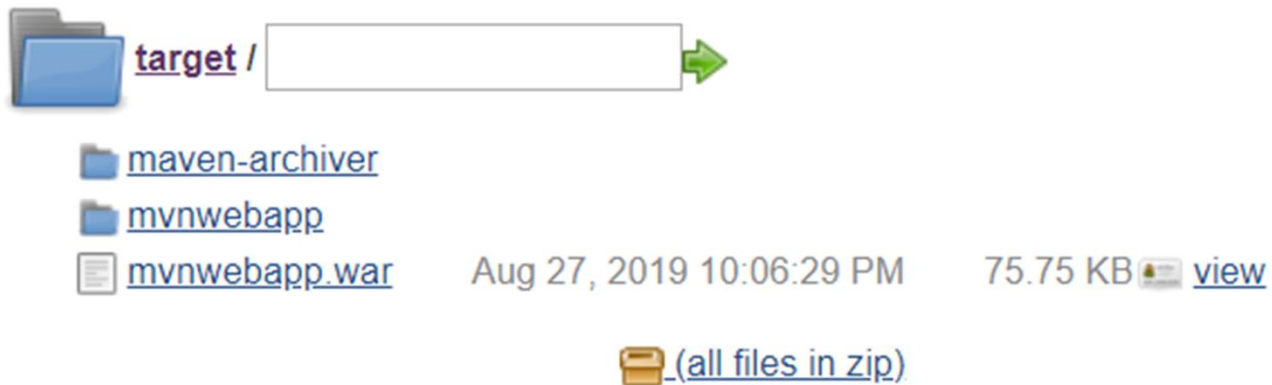 target /
maven-archiver
mvnwebapp
mvnwebapp.war Aug 27, 2019 10:06:29 PM 75.75 KB view
(all files in zip)